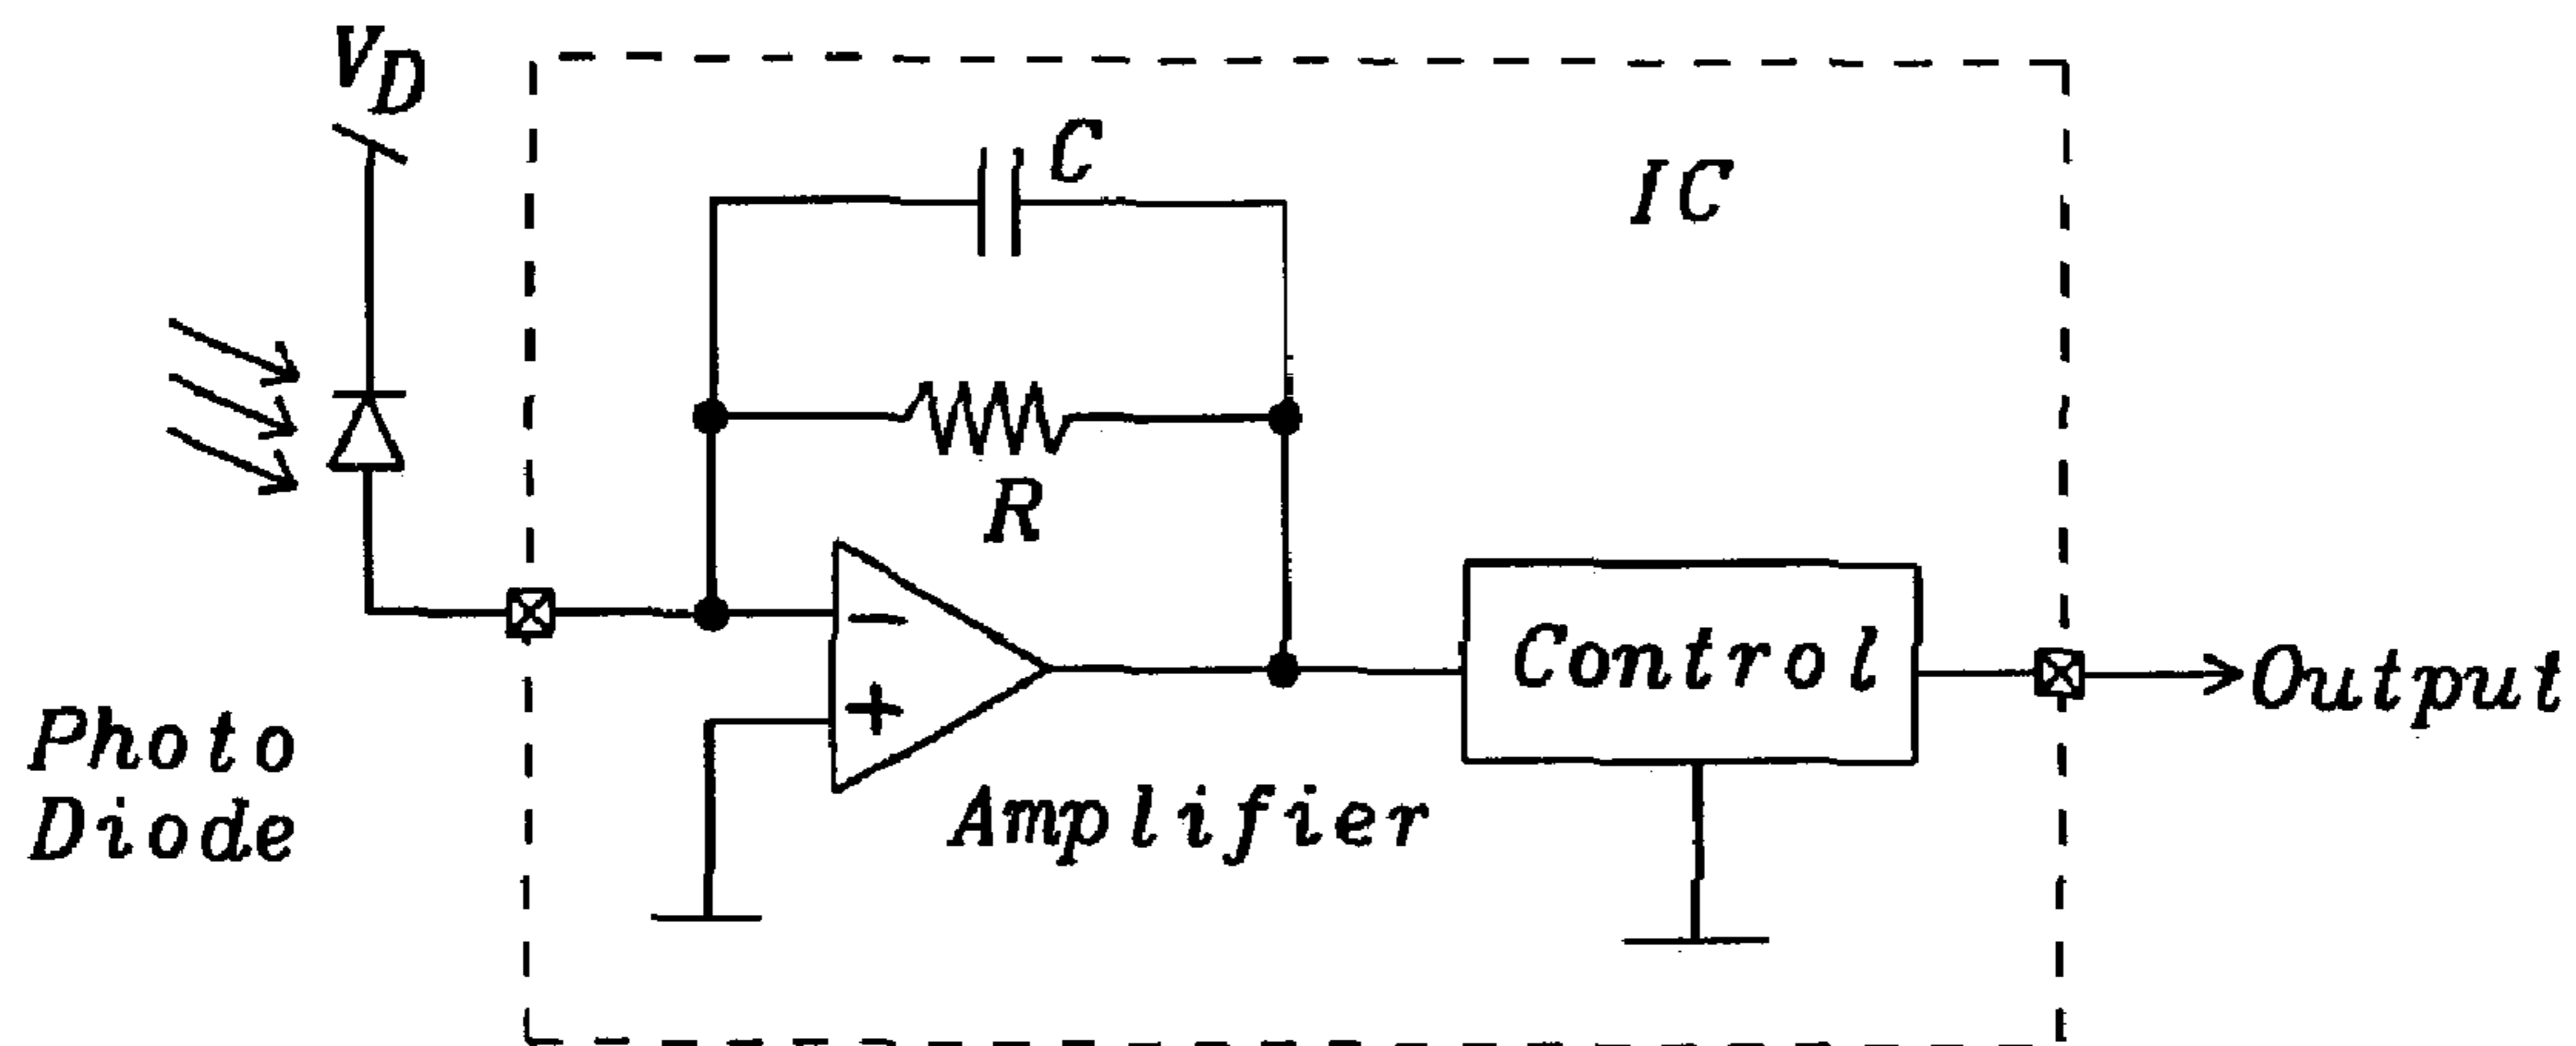 V_D
C
IC
R
−
+
Control
Output
Photo
Diode
Amplifier